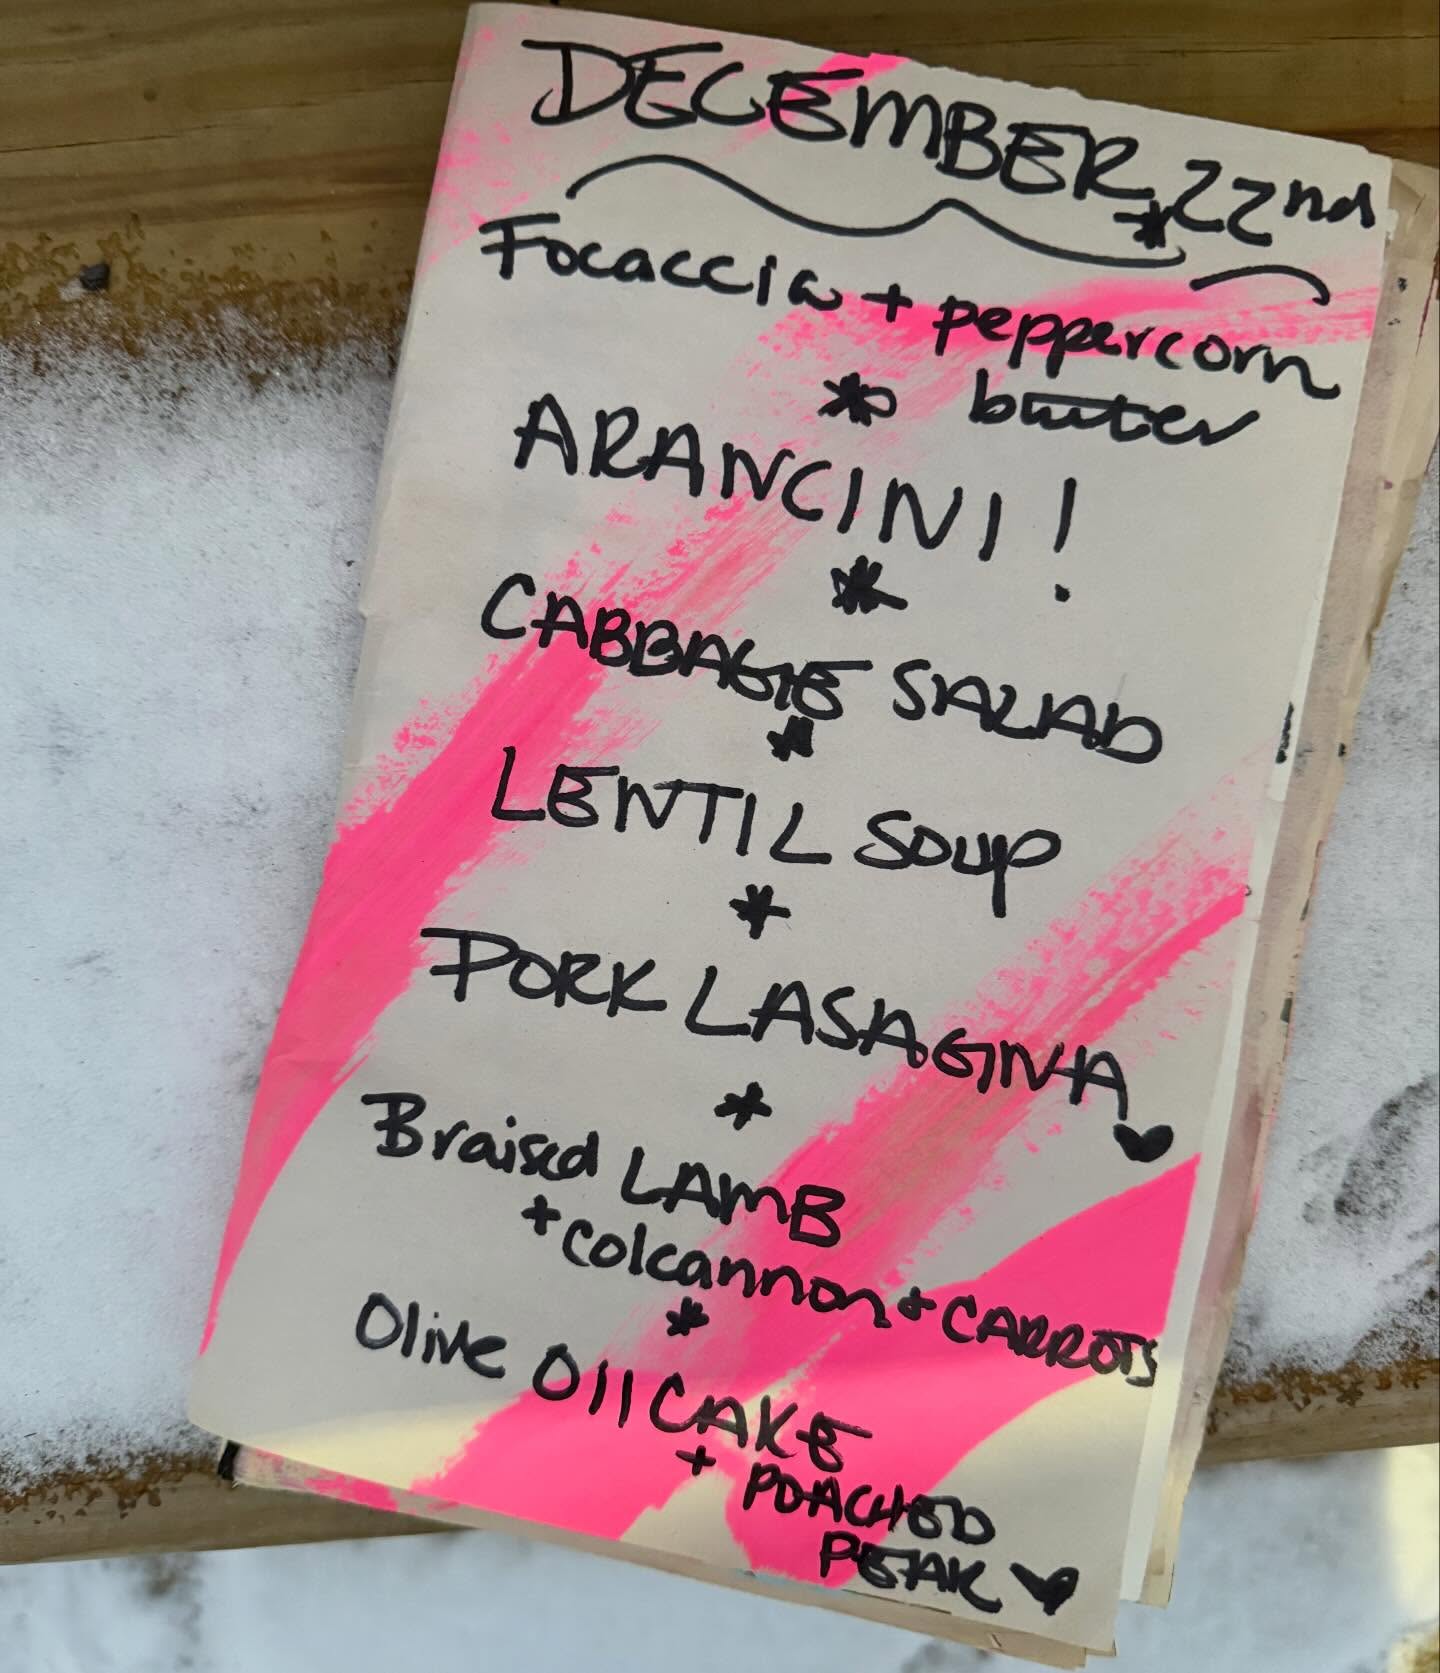 DECEMBER 22nd
Focaccia + peppercorn
butter
ARANCINI!
CABBAGE SALAD
LENTIL SOUP
PORK LASAGNA
Braised LAMB
+ colcannon + CARROTS
Olive Oil CAKE
+ POACHED
PEAR